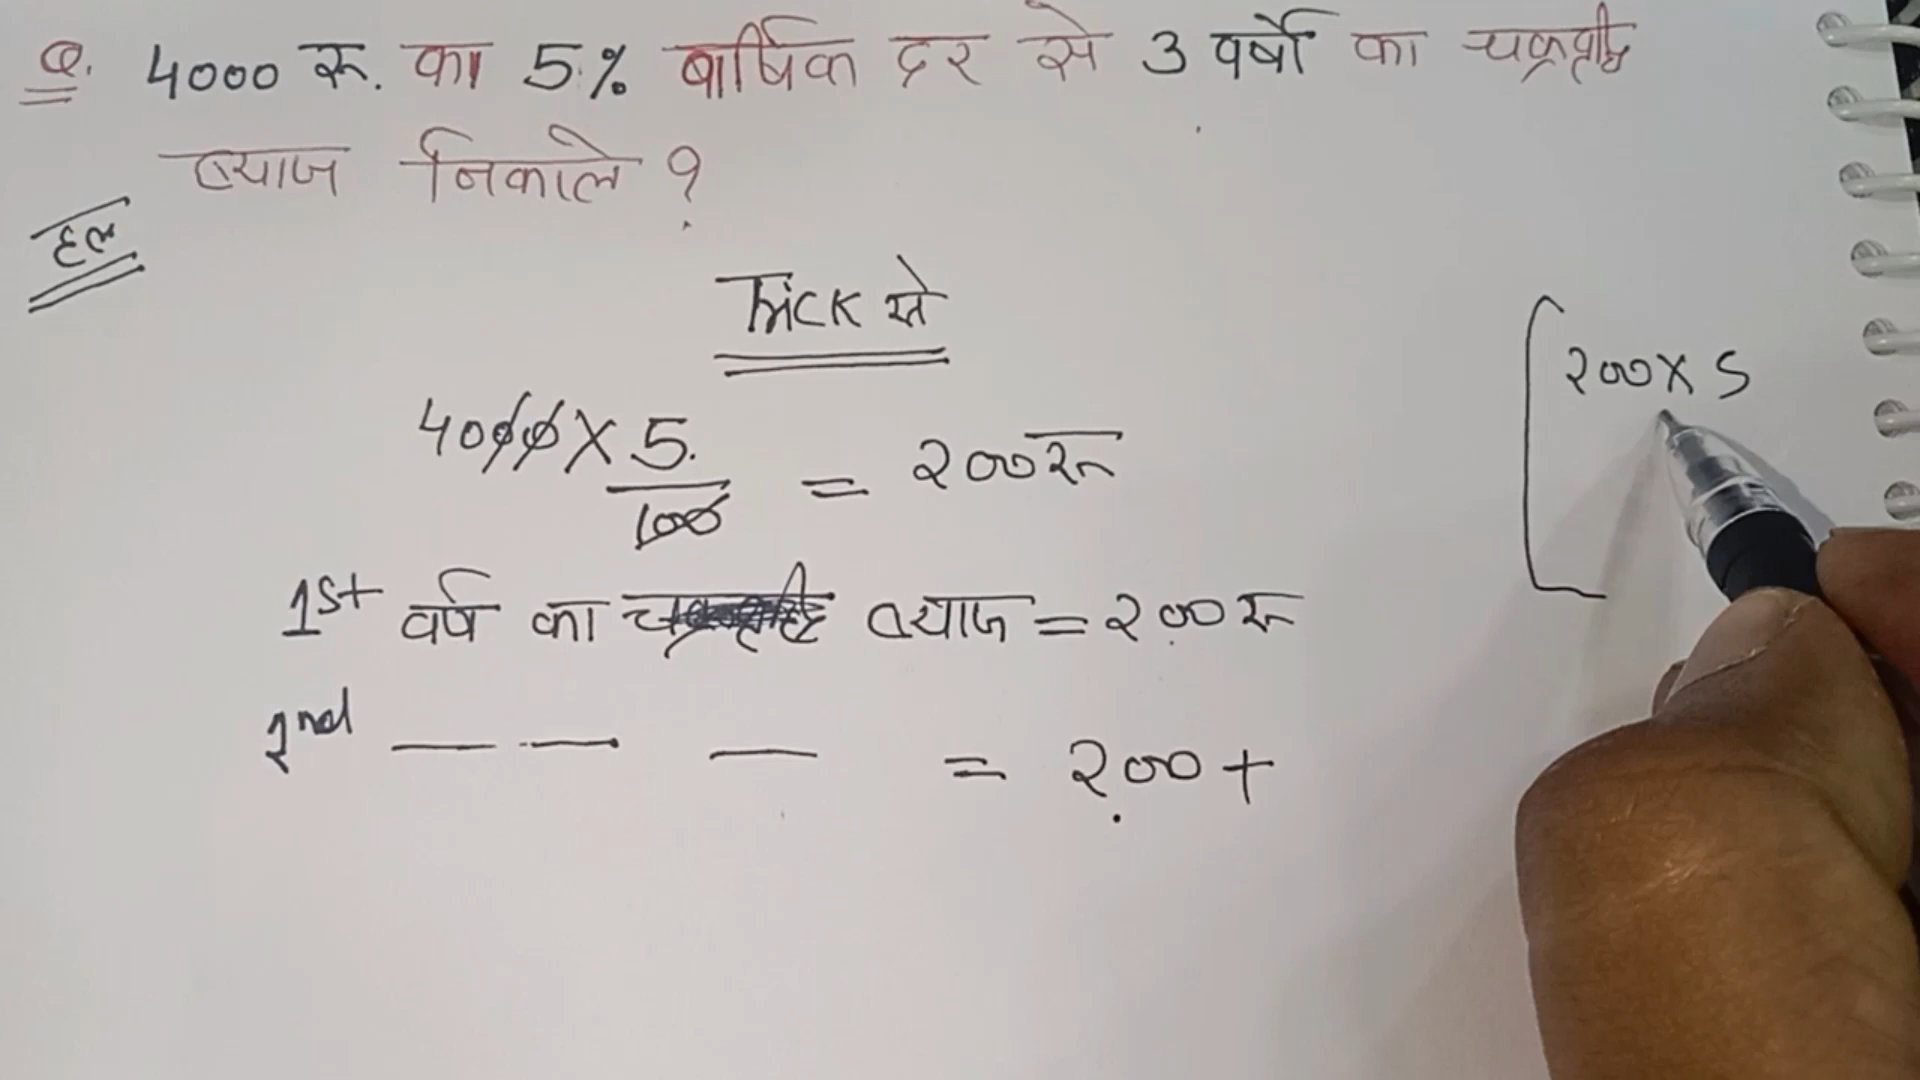 Q. 4000 रू. का 5% बार्षिक दर से 3 वर्षो का चक्रवृद्धि
ब्याज निकाले ?
हल
Trick से
4000 X 5 / 100 = 200 रू
200 X 5
1st वर्ष का ब्याज = 200 रू
2nd — — — = 200 +